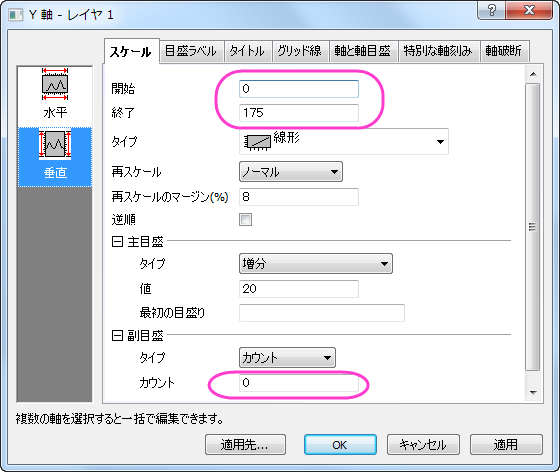 Y 軸 - レイヤ 1
スケール 目盛ラベル タイトル グリッド線 軸と軸目盛 特別な軸刻み 軸破断
水平
垂直
開始 0
終了 175
タイプ 線形
再スケール ノーマル
再スケールのマージン(%) 8
逆順
主目盛
タイプ 増分
値 20
最初の目盛り
副目盛
タイプ カウント
カウント 0
複数の軸を選択すると一括で編集できます。
適用先... OK キャンセル 適用